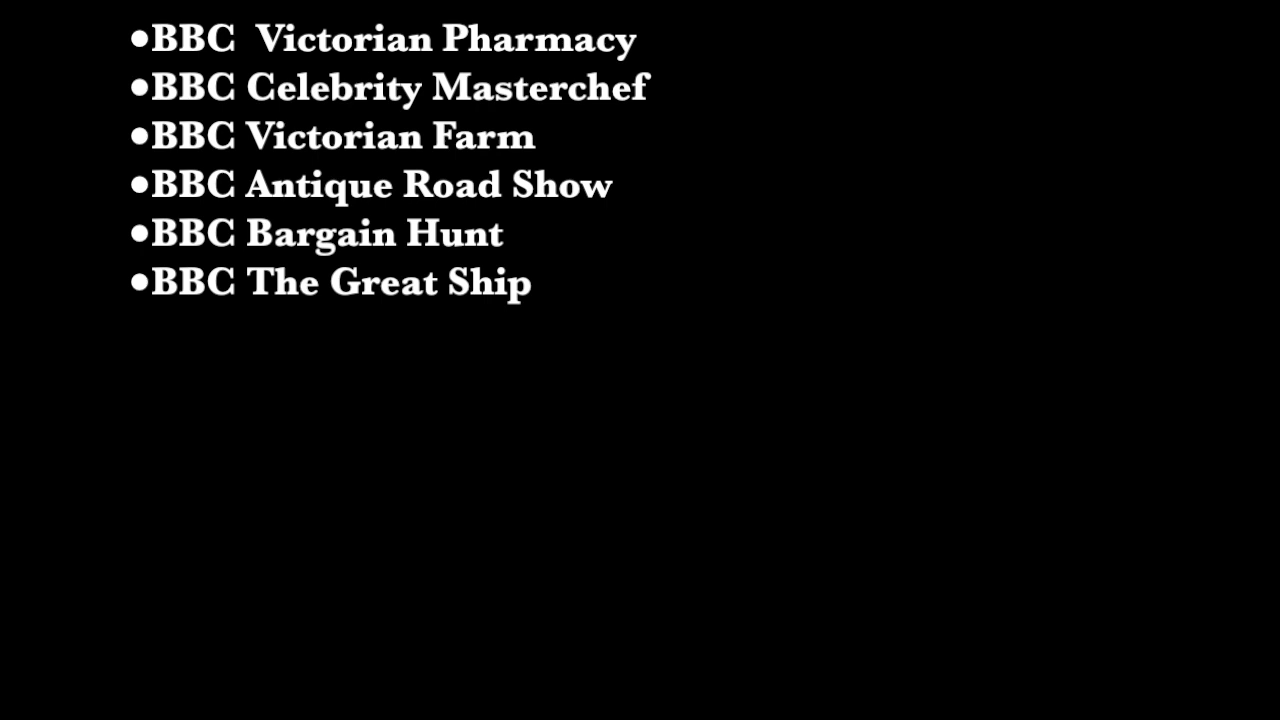 ●BBC  Victorian Pharmacy
●BBC Celebrity Masterchef
●BBC Victorian Farm
●BBC Antique Road Show
●BBC Bargain Hunt
●BBC The Great Ship